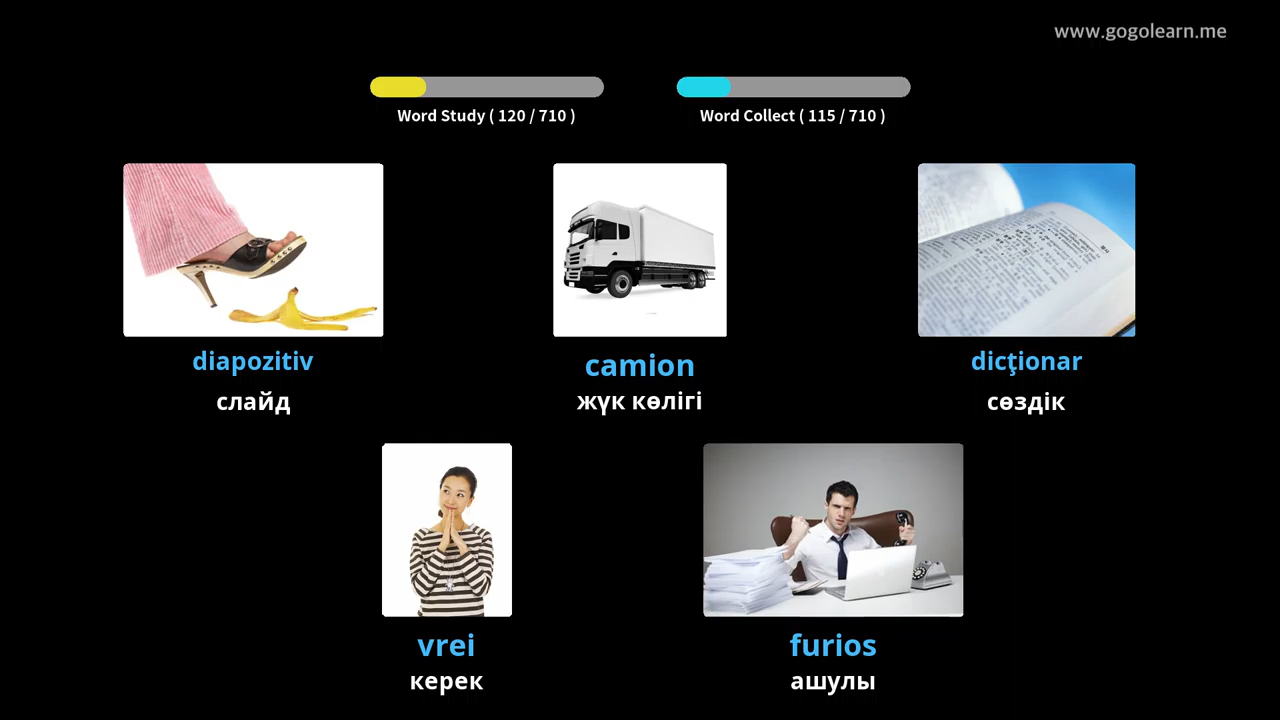 www.gogolearn.me
Word Study ( 120 / 710 )
Word Collect ( 115 / 710 )
diapozitiv
слайд
camion
жүк көлігі
dicţionar
сөздік
vrei
керек
furios
ашулы